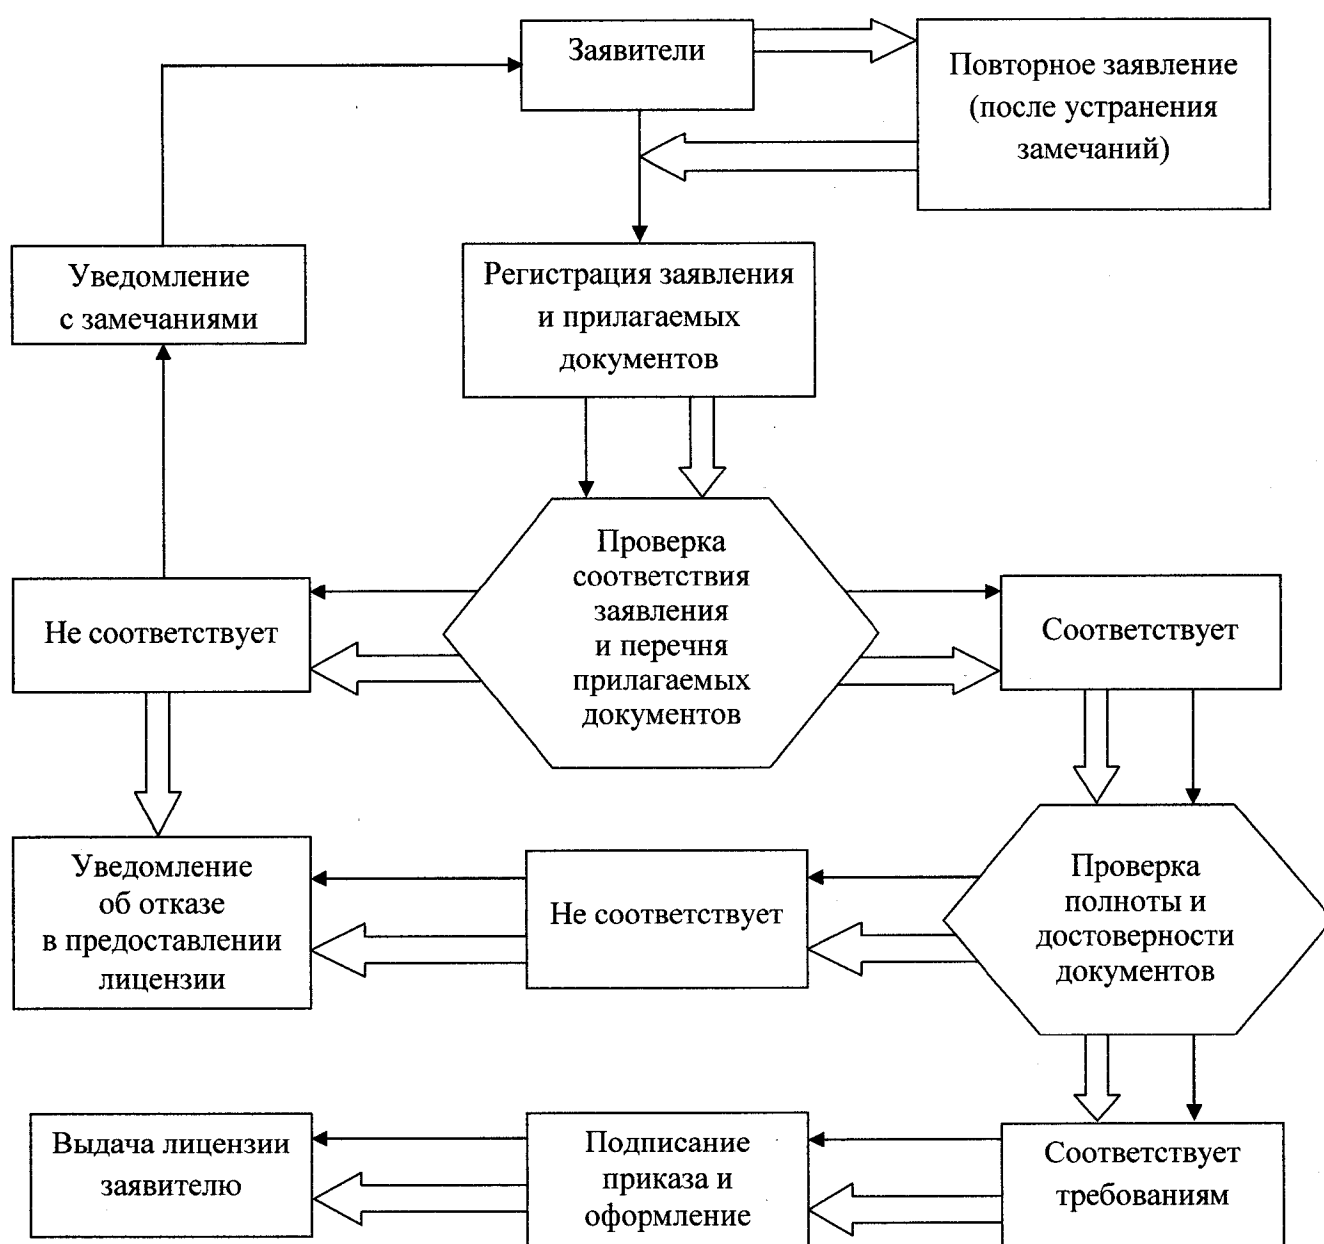 Заявители
Повторное заявление
(после устранения
замечаний)
Уведомление
с замечаниями
Регистрация заявления
и прилагаемых
документов
Проверка
соответствия
заявления
и перечня
прилагаемых
документов
Не соответствует
Соответствует
Уведомление
об отказе
в предоставлении
лицензии
Не соответствует
Проверка
полноты и
достоверности
документов
Выдача лицензии
заявителю
Подписание
приказа и
оформление
Соответствует
требованиям